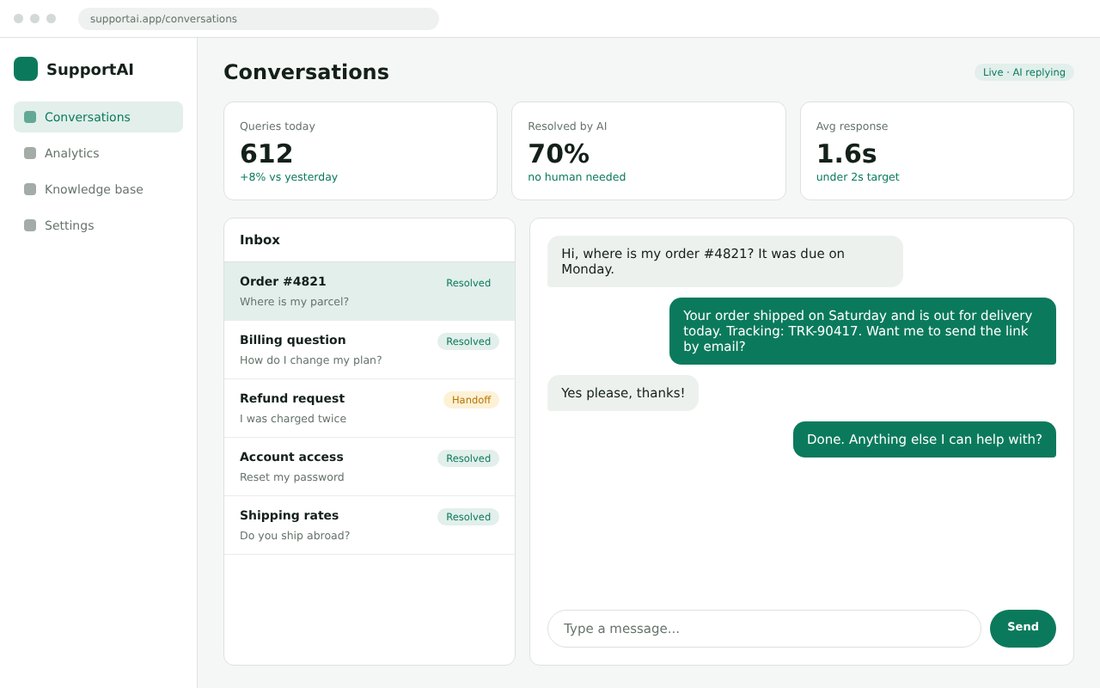 supportai.app/conversations
SupportAI
Conversations
Analytics
Knowledge base
Settings
Conversations
Live · AI replying
Queries today
612
+8% vs yesterday
Resolved by AI
70%
no human needed
Avg response
1.6s
under 2s target
Inbox
Order #4821
Resolved
Where is my parcel?
Billing question
Resolved
How do I change my plan?
Refund request
Handoff
I was charged twice
Account access
Resolved
Reset my password
Shipping rates
Resolved
Do you ship abroad?
Hi, where is my order #4821? It was due on
Monday.
Your order shipped on Saturday and is out for delivery
today. Tracking: TRK-90417. Want me to send the link
by email?
Yes please, thanks!
Done. Anything else I can help with?
Type a message...
Send